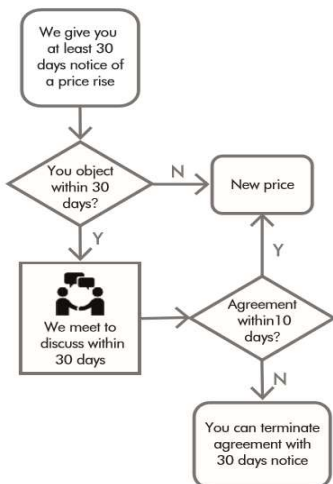 We give you
at least 30
days notice of
a price rise
You object
within 30
days?
N
New price
Y
We meet to
discuss within
30 days
Agreement
within10
days?
Y
N
You can terminate
agreement with
30 days notice